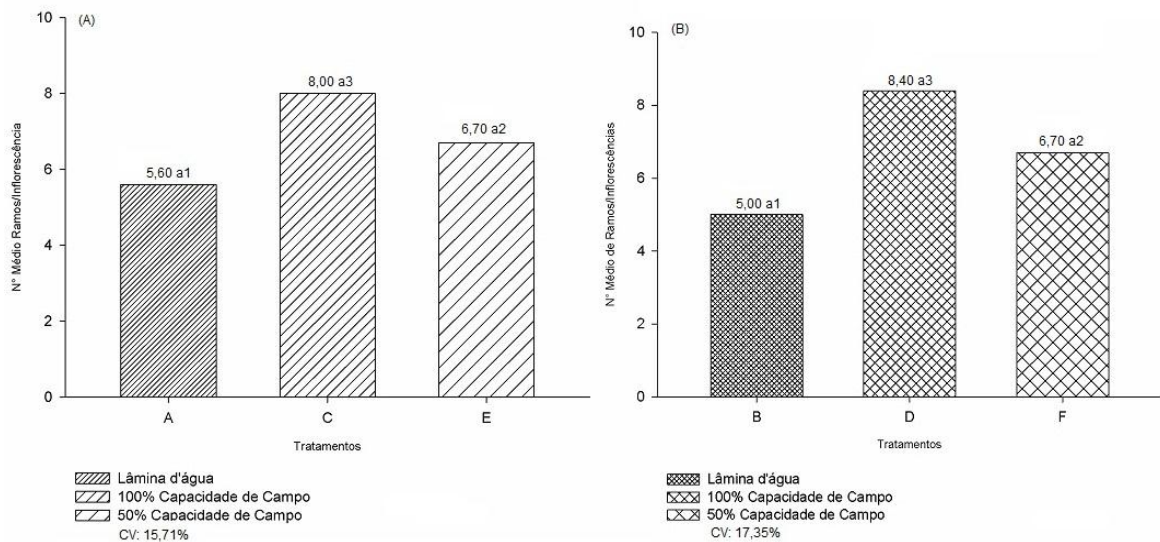 (A)
10
8
6
4
2
0
N° Médio Ramos/Inflorescência
5,60 a1
8,00 a3
6,70 a2
A
C
E
Tratamentos
Lâmina d'água
100% Capacidade de Campo
50% Capacidade de Campo
CV: 15,71%
(B)
10
8
6
4
2
0
N° Médio de Ramos/Inflorescências
5,00 a1
8,40 a3
6,70 a2
B
D
F
Tratamentos
Lâmina d'água
100% Capacidade de Campo
50% Capacidade de Campo
CV: 17,35%